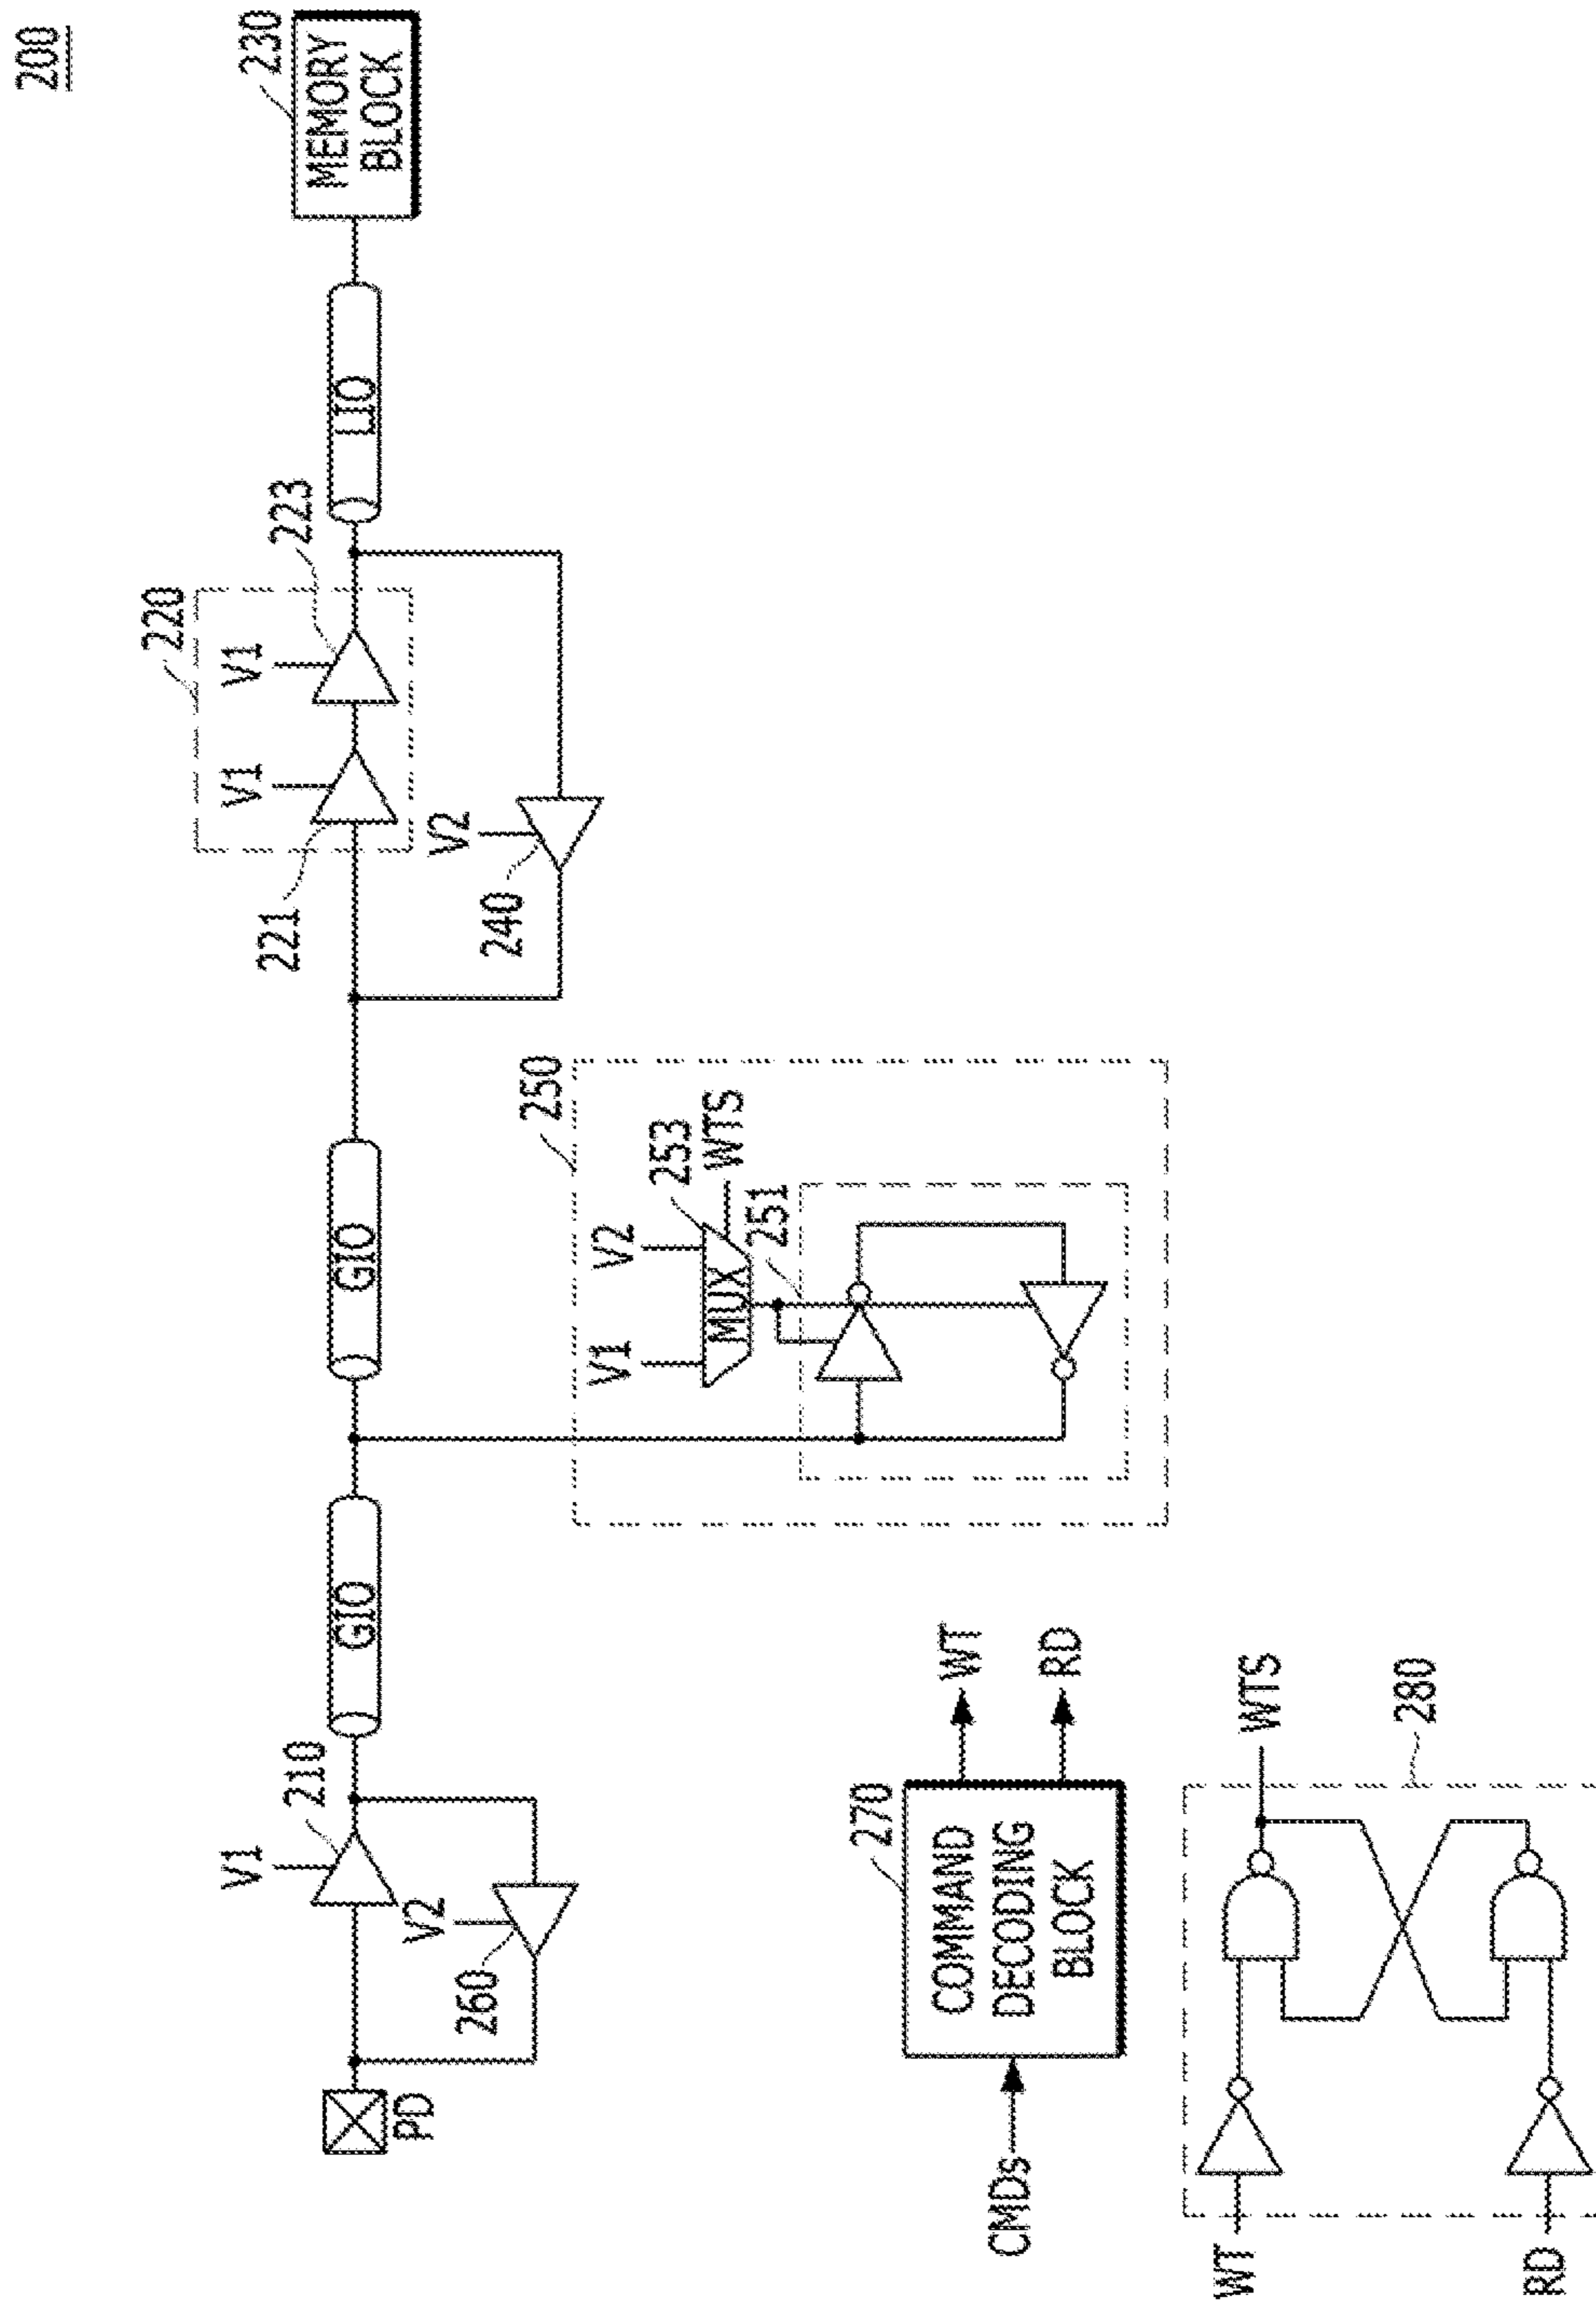 200
V1
210
V2
260
PD
GIO
GIO
220
V1
V1
221
223
V2
240
LIO
230
MEMORY
BLOCK
250
V1
V2
253
MUX
WTS
251
270
COMMAND
DECODING
BLOCK
CMDs
WT
RD
WT
RD
WTS
280